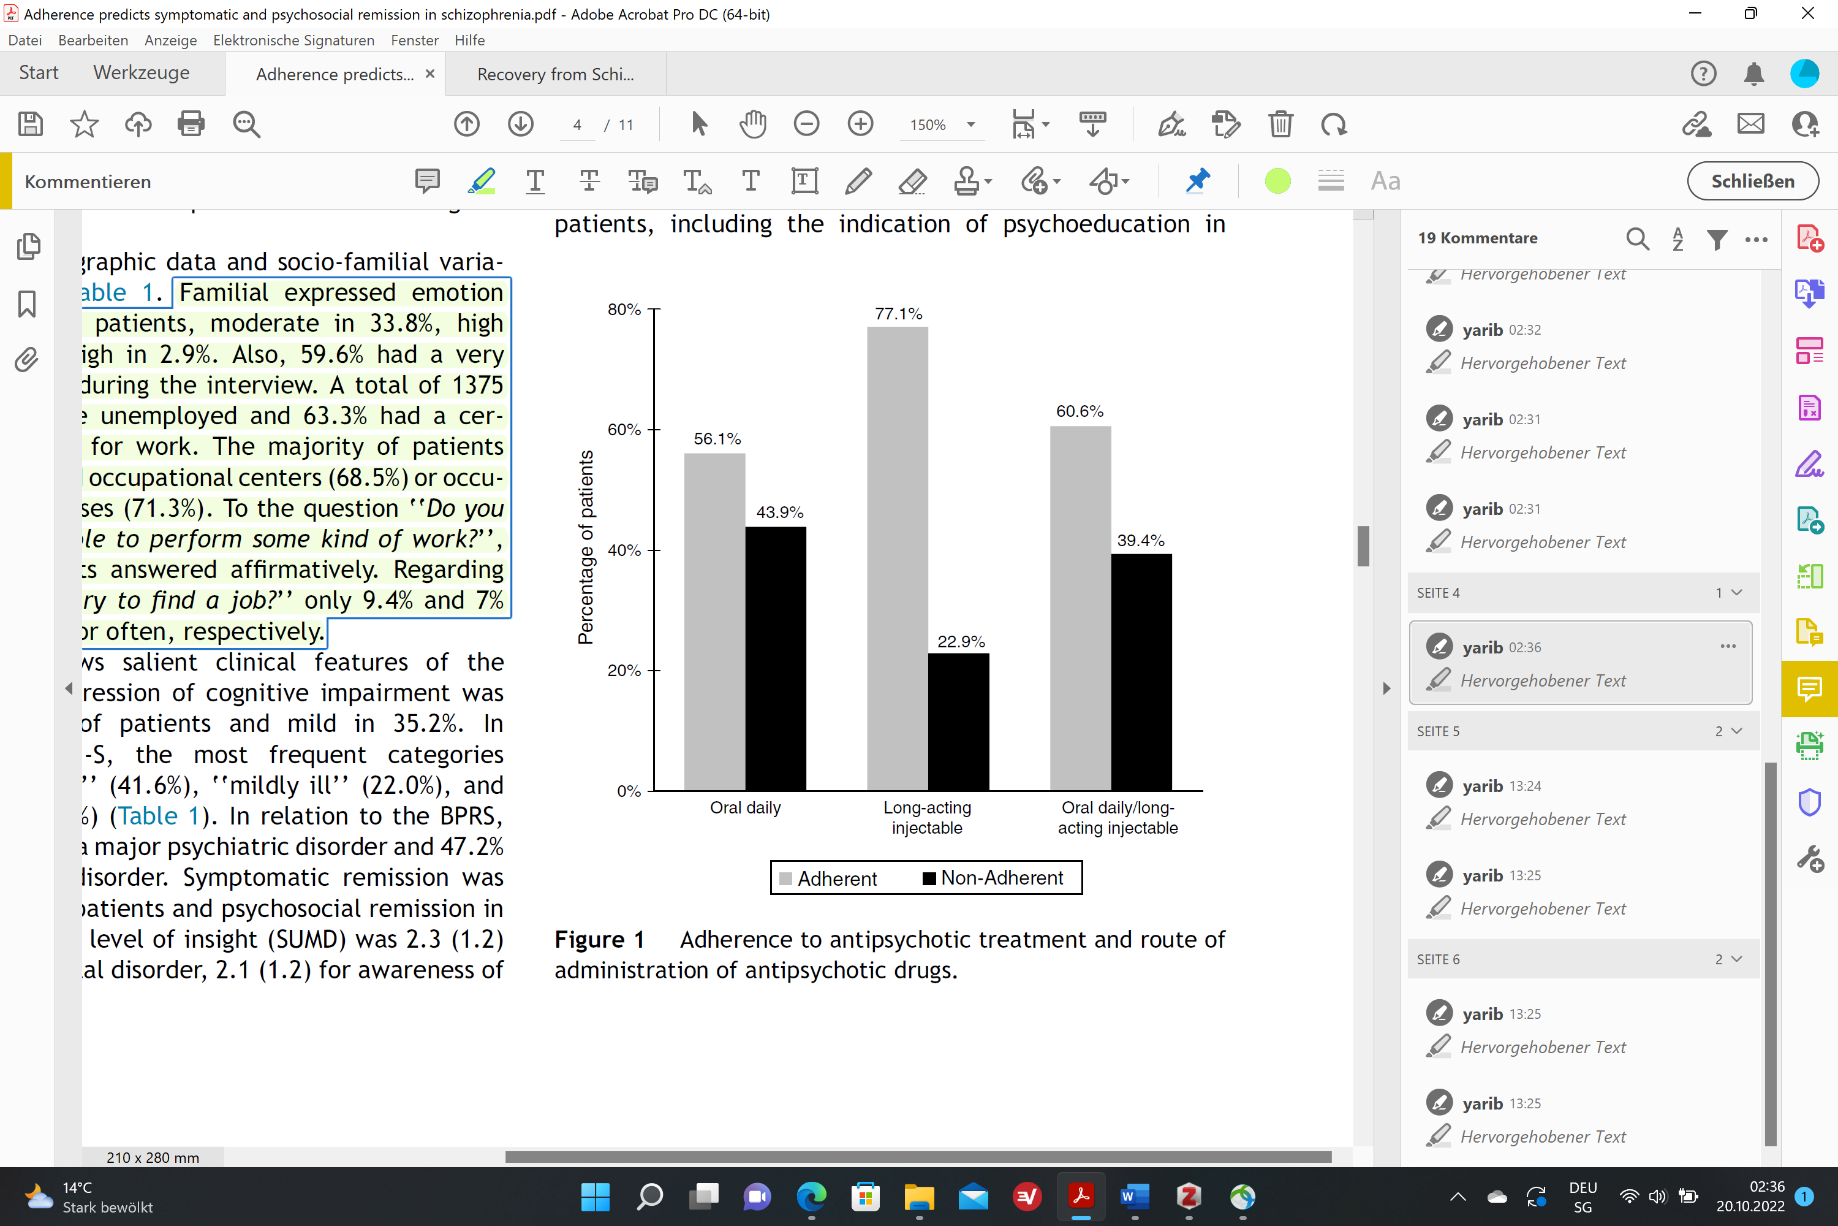 Adherence predicts symptomatic and psychosocial remission in schizophrenia.pdf - Adobe Acrobat Pro DC (64-bit)
Datei Bearbeiten Anzeige Elektronische Signaturen Fenster Hilfe
Start Werkzeuge Adherence predicts... × Recovery from Schi...
4 / 11 150%
Kommentieren
Aa
Schließen
patients, including the indication of psychoeducation in
graphic data and socio-familial varia-
able 1. Familial expressed emotion
patients, moderate in 33.8%, high
igh in 2.9%. Also, 59.6% had a very
during the interview. A total of 1375
e unemployed and 63.3% had a cer-
for work. The majority of patients
occupational centers (68.5%) or occu-
ses (71.3%). To the question ‘‘Do you
le to perform some kind of work?’’,
ts answered affirmatively. Regarding
ry to find a job?’’ only 9.4% and 7%
or often, respectively.
ws salient clinical features of the
ression of cognitive impairment was
of patients and mild in 35.2%. In
-S, the most frequent categories
’’ (41.6%), ‘‘mildly ill’’ (22.0%), and
%) (Table 1). In relation to the BPRS,
a major psychiatric disorder and 47.2%
disorder. Symptomatic remission was
patients and psychosocial remission in
level of insight (SUMD) was 2.3 (1.2)
al disorder, 2.1 (1.2) for awareness of
Percentage of patients
80%
60%
40%
20%
0%
56.1%
43.9%
77.1%
22.9%
60.6%
39.4%
Oral daily
Long-acting
injectable
Oral daily/long-
acting injectable
Adherent Non-Adherent
Figure 1 Adherence to antipsychotic treatment and route of
administration of antipsychotic drugs.
210 x 280 mm
19 Kommentare
Hervorgehobener Text
yarib 02:32
Hervorgehobener Text
yarib 02:31
Hervorgehobener Text
yarib 02:31
Hervorgehobener Text
SEITE 4 1
yarib 02:36
Hervorgehobener Text
SEITE 5 2
yarib 13:24
Hervorgehobener Text
yarib 13:25
Hervorgehobener Text
SEITE 6 2
yarib 13:25
Hervorgehobener Text
yarib 13:25
Hervorgehobener Text
14°C
Stark bewölkt
DEU
SG
02:36
20.10.2022
1